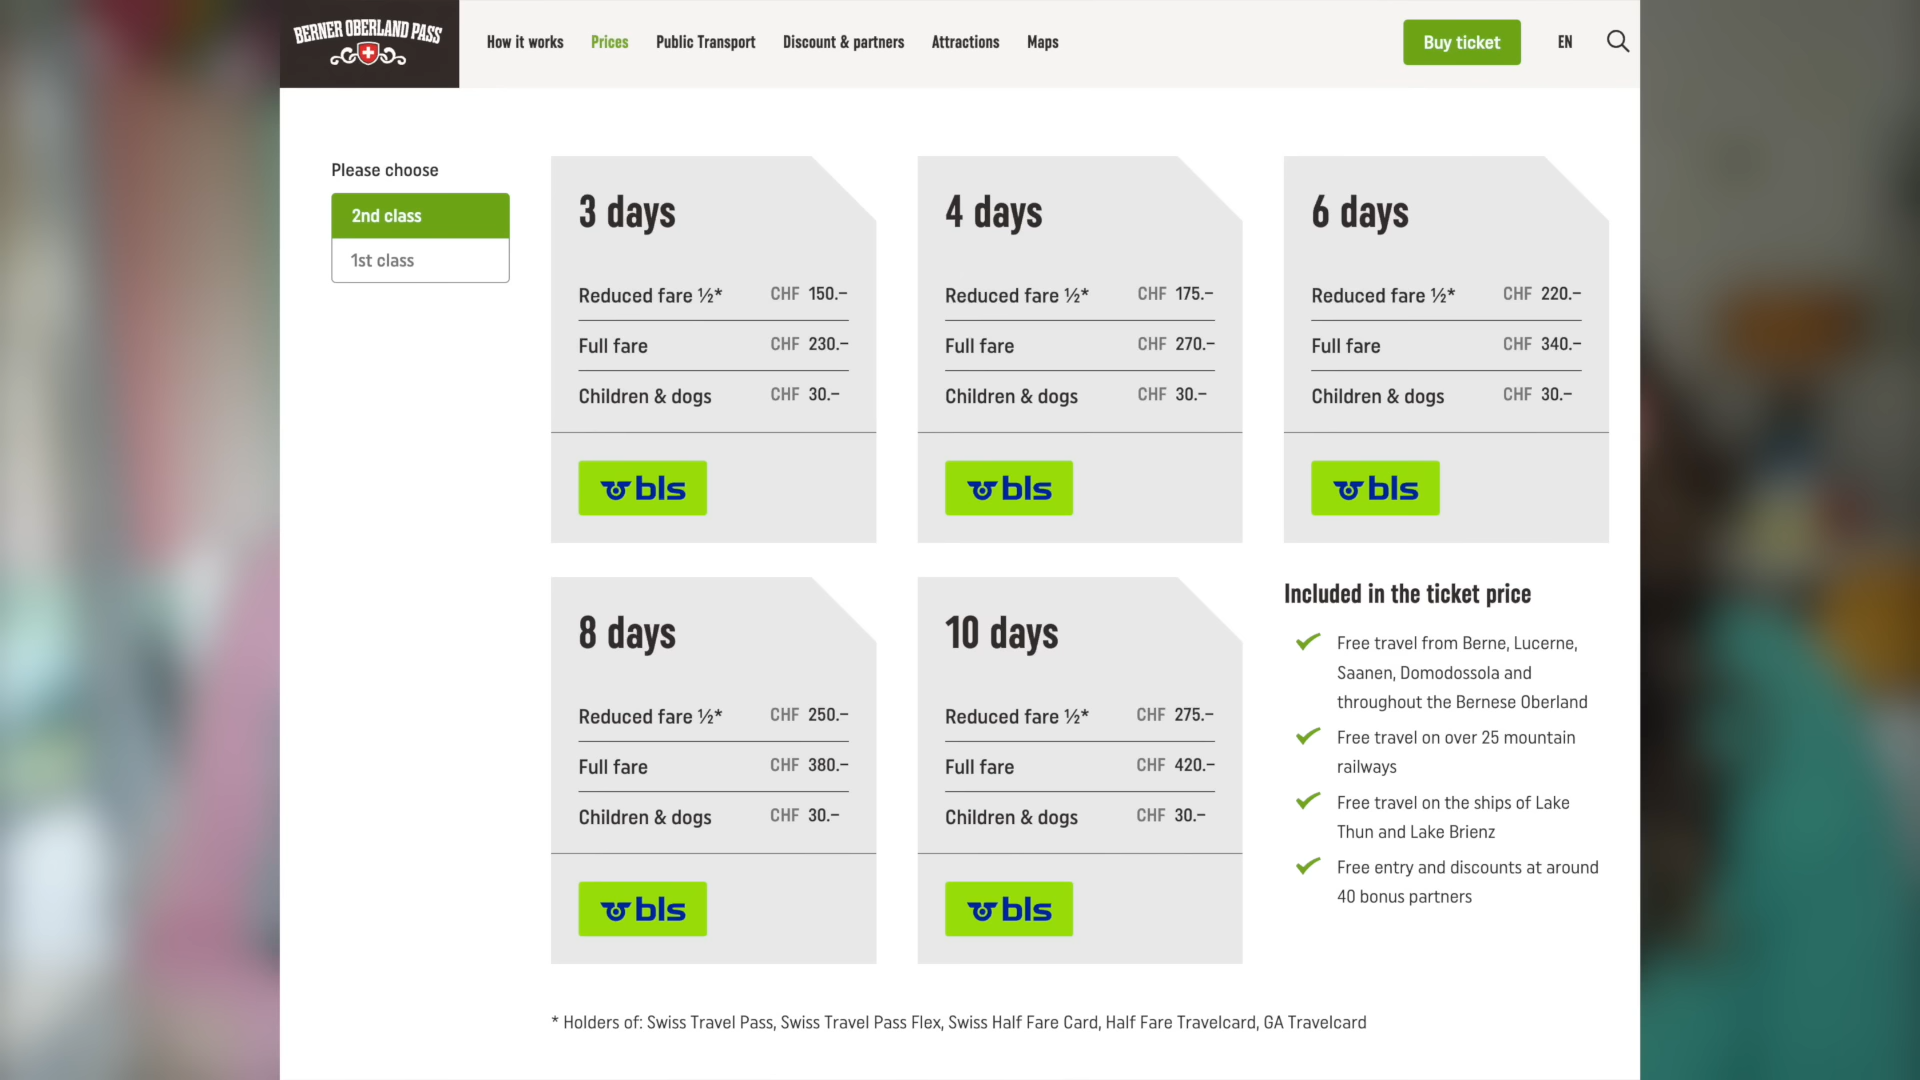 BERNER OBERLAND PASS
How it works
Prices
Public Transport
Discount & partners
Attractions
Maps
Buy ticket
EN
Please choose
2nd class
1st class
3 days
Reduced fare ½* CHF 150.–
Full fare CHF 230.–
Children & dogs CHF 30.–
bls
4 days
Reduced fare ½* CHF 175.–
Full fare CHF 270.–
Children & dogs CHF 30.–
bls
6 days
Reduced fare ½* CHF 220.–
Full fare CHF 340.–
Children & dogs CHF 30.–
bls
8 days
Reduced fare ½* CHF 250.–
Full fare CHF 380.–
Children & dogs CHF 30.–
bls
10 days
Reduced fare ½* CHF 275.–
Full fare CHF 420.–
Children & dogs CHF 30.–
bls
Included in the ticket price
Free travel from Berne, Lucerne,
Saanen, Domodossola and
throughout the Bernese Oberland
Free travel on over 25 mountain
railways
Free travel on the ships of Lake
Thun and Lake Brienz
Free entry and discounts at around
40 bonus partners
* Holders of: Swiss Travel Pass, Swiss Travel Pass Flex, Swiss Half Fare Card, Half Fare Travelcard, GA Travelcard